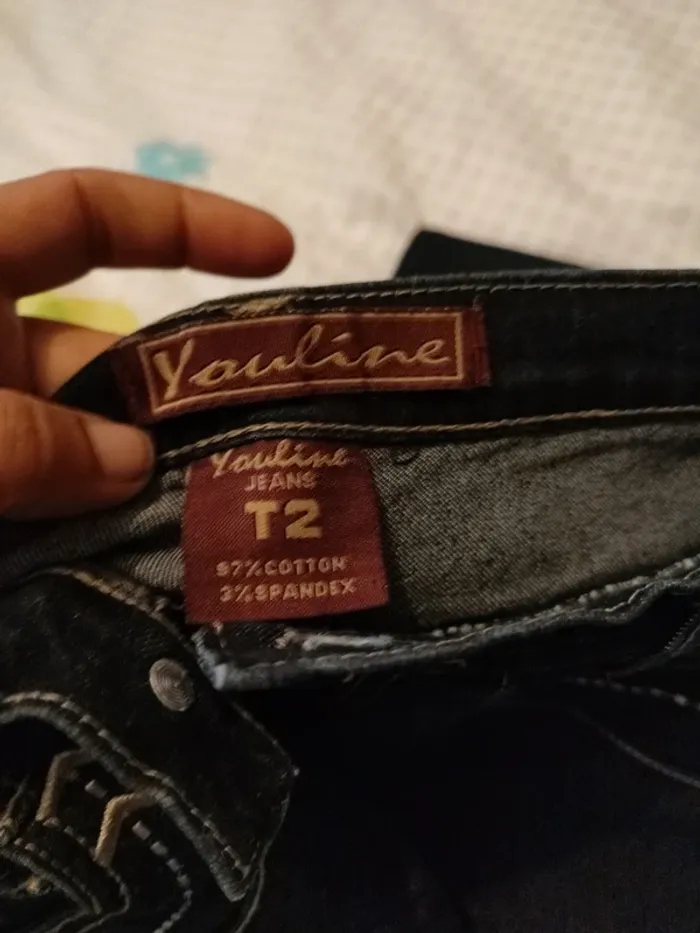 Youline
Youline
JEANS
T2
97%COTTON
3%SPANDEX